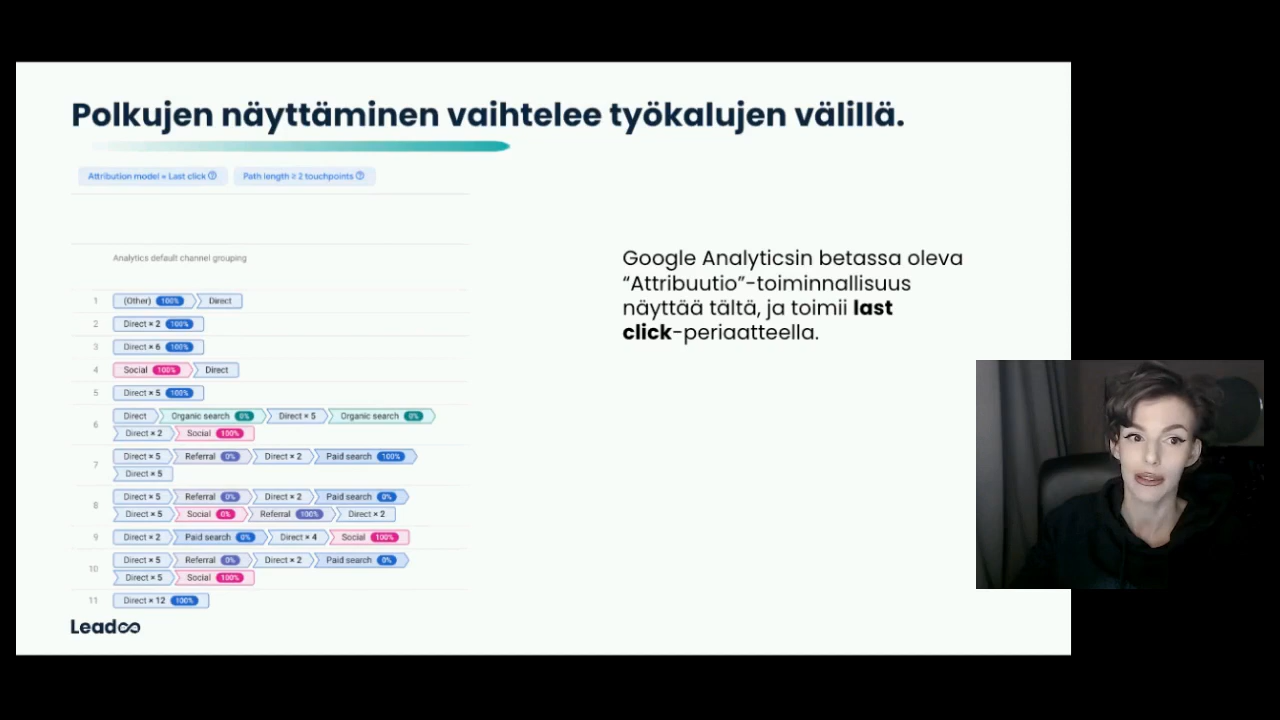 Polkujen näyttäminen vaihtelee työkalujen välillä.
Attribution model = Last click Path length ≥ 2 touchpoints
Analytics default channel grouping
1 (Other) 100% Direct
2 Direct × 2 100%
3 Direct × 6 100%
4 Social 100% Direct
5 Direct × 5 100%
6 Direct Organic search 0% Direct × 5 Organic search 0%
Direct × 2 Social 100%
7 Direct × 5 Referral 0% Direct × 2 Paid search 100%
Direct × 5
8 Direct × 5 Referral 0% Direct × 2 Paid search 0%
Direct × 5 Social 0% Referral 100% Direct × 2
9 Direct × 2 Paid search 0% Direct × 4 Social 100%
10 Direct × 5 Referral 0% Direct × 2 Paid search 0%
Direct × 5 Social 100%
11 Direct × 12 100%
Google Analyticsin betassa oleva
“Attribuutio”-toiminnallisuus
näyttää tältä, ja toimii last
click-periaatteella.
Leadoo